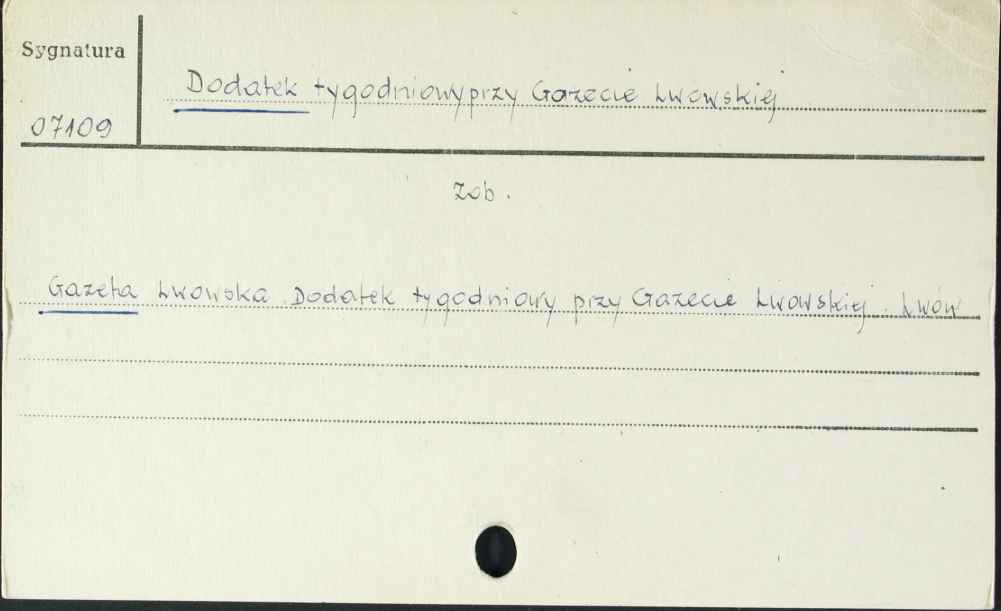 Sygnatura
Dodatek tygodniowy przy Gazecie Lwowskiej
07109
Zob.
Gazeta Lwowska. Dodatek tygodniowy przy Gazecie Lwowskiej. Lwów